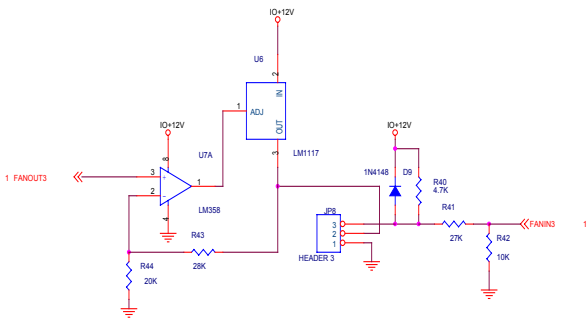 IO+12V
U6
2
IN
1
ADJ
OUT
3
LM1117
IO+12V
U7A
8
1 FANOUT3
3
+
1
2
-
4
LM358
R43
28K
R44
20K
IO+12V
1N4148
D9
R40
4.7K
JP8
3
2
1
HEADER 3
R41
27K
FANIN3
1
R42
10K